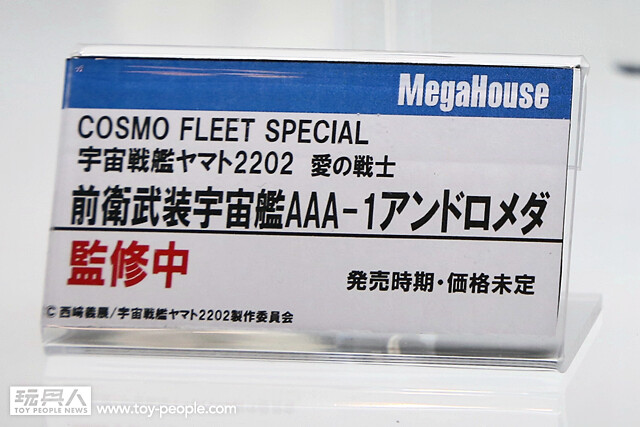 MegaHouse
COSMO FLEET SPECIAL
宇宙戦艦ヤマト2202 愛の戦士
前衛武装宇宙艦AAA-1アンドロメダ
監修中
発売時期・価格未定
© 西﨑義展/宇宙戦艦ヤマト2202製作委員会
玩具人
TOY PEOPLE NEWS
www.toy-people.com